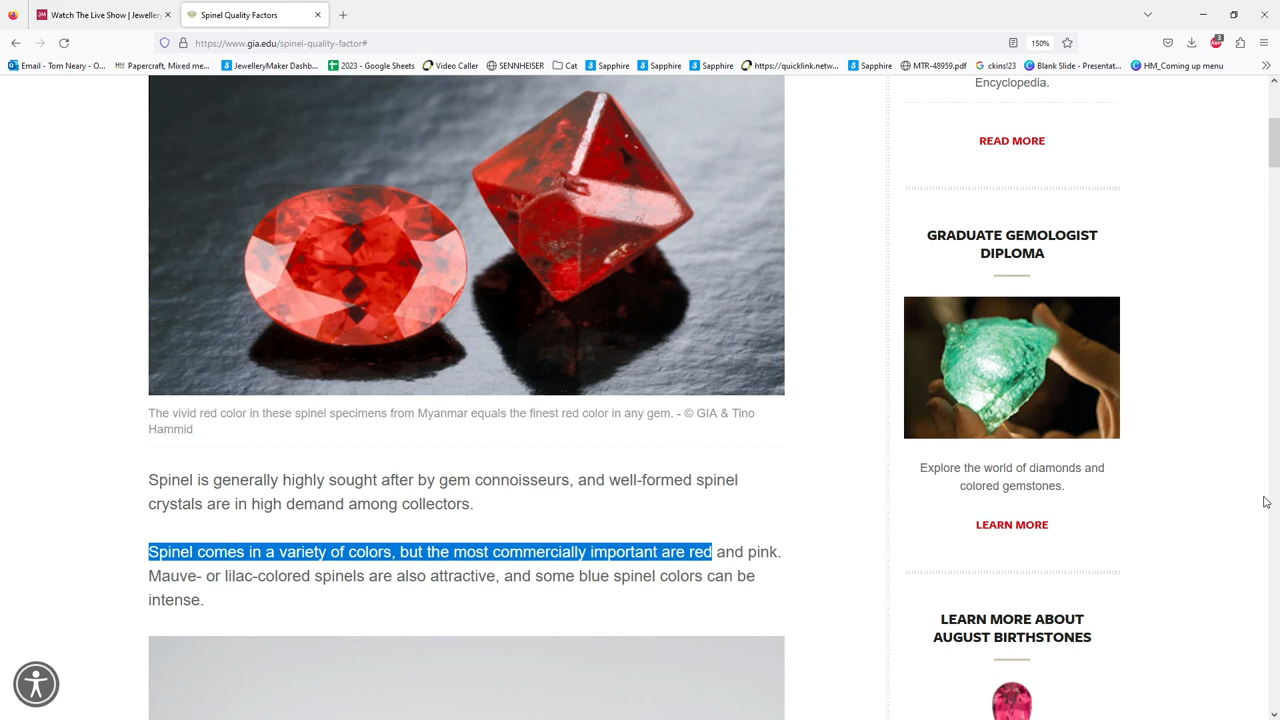 Watch The Live Show | Jeweller
Spinel Quality Factors
https://www.gia.edu/spinel-quality-factor#
150%
3
Email - Tom Neary - O...
Papercraft, Mixed me...
JewelleryMaker Dashb...
2023 - Google Sheets
Video Caller
SENNHEISER
Cat
Sapphire
Sapphire
Sapphire
https://quicklink.netw...
Sapphire
MTR-48959.pdf
ckins!23
Blank Slide - Presentat...
HM_Coming up menu
The vivid red color in these spinel specimens from Myanmar equals the finest red color in any gem. - © GIA & Tino
Hammid
Spinel is generally highly sought after by gem connoisseurs, and well-formed spinel
crystals are in high demand among collectors.
Spinel comes in a variety of colors, but the most commercially important are red and pink.
Mauve- or lilac-colored spinels are also attractive, and some blue spinel colors can be
intense.
Encyclopedia.
READ MORE
GRADUATE GEMOLOGIST
DIPLOMA
Explore the world of diamonds and
colored gemstones.
LEARN MORE
LEARN MORE ABOUT
AUGUST BIRTHSTONES